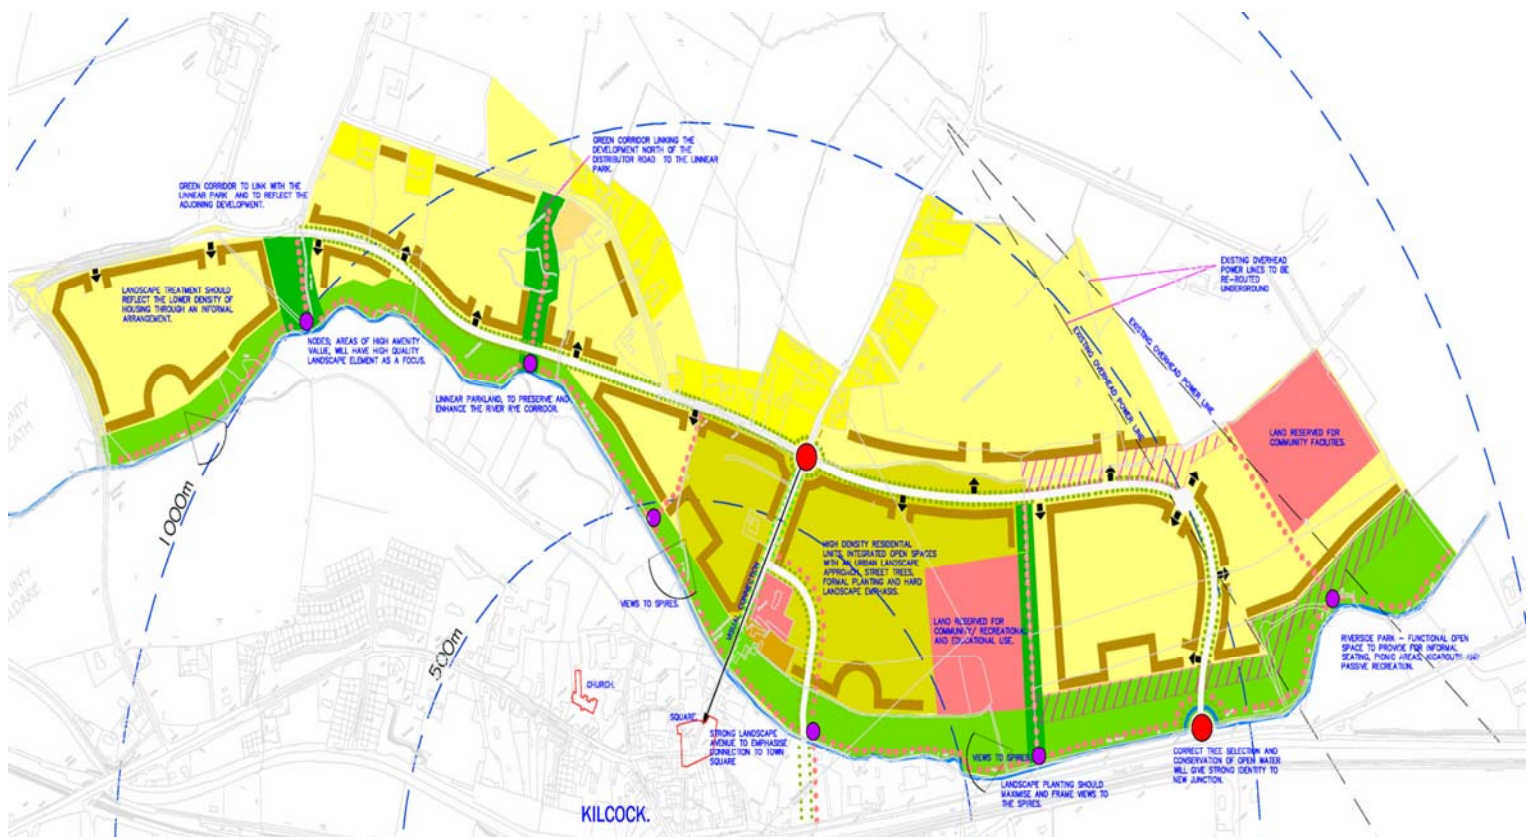 GREEN CORRIDOR LINKING THE
DEVELOPMENT NORTH OF THE
DISTRIBUTOR ROAD TO THE LINNEAR
PARK.
GREEN CORRIDOR TO LINK WITH THE
LINNEAR PARK AND TO REFLECT THE
ADJOINING DEVELOPMENT.
EXISTING OVERHEAD
POWER LINES TO BE
RE-ROUTED
UNDERGROUND
LANDSCAPE TREATMENT SHOULD
REFLECT THE LOWER DENSITY OF
HOUSING THROUGH AN INFORMAL
ARRANGEMENT.
NODES; AREAS OF HIGH AMENITY
VALUE, WILL HAVE HIGH QUALITY
LANDSCAPE ELEMENT AS A FOCUS.
EXISTING OVERHEAD POWER LINE
EXISTING OVERHEAD POWER LINE
LINNEAR PARKLAND, TO PRESERVE AND
ENHANCE THE RIVER RYE CORRIDOR.
LAND RESERVED FOR
COMMUNITY FACILITIES.
1000m
HIGH DENSITY RESIDENTIAL
UNITS, INTEGRATED OPEN SPACES
WITH AN URBAN LANDSCAPE
APPROACH, STREET TREES,
FORMAL PLANTING AND HARD
LANDSCAPE EMPHASIS.
VISUAL CONNECTION
VIEWS TO SPIRES.
LAND RESERVED FOR
COMMUNITY/ RECREATIONAL
AND EDUCATIONAL USE.
500m
RIVERSIDE PARK – FUNCTIONAL OPEN
SPACE TO PROVIDE FOR INFORMAL
SEATING, PICNIC AREAS, AND
PASSIVE RECREATION.
CHURCH.
SQUARE.
STRONG LANDSCAPE
AVENUE TO EMPHASISE
CONNECTION TO TOWN
SQUARE
VIEWS TO SPIRES
CORRECT TREE SELECTION AND
CONSERVATION OF OPEN WATER
WILL GIVE STRONG IDENTITY TO
NEW JUNCTION.
LANDSCAPE PLANTING SHOULD
MAXIMISE AND FRAME VIEWS TO
THE SPIRES.
KILCOCK.